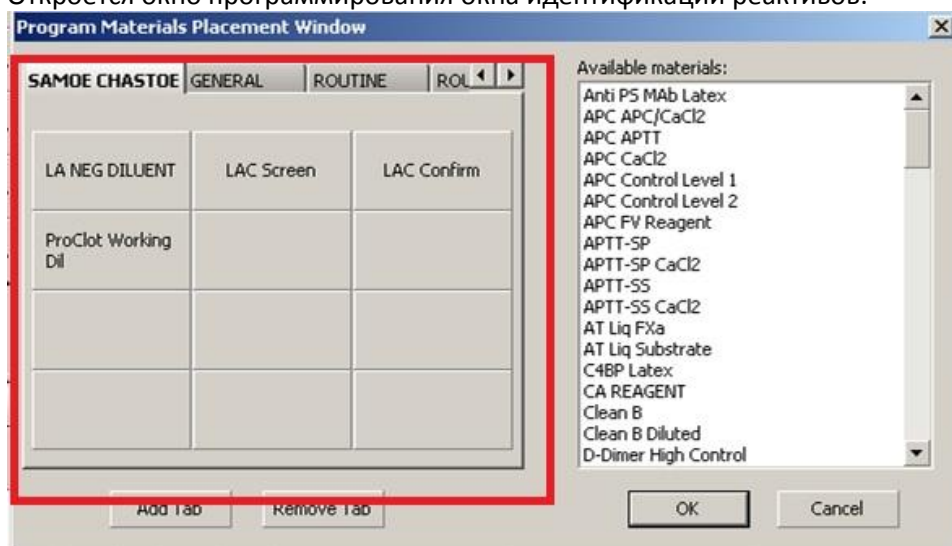 Откроется окно программирования окна идентификации реактивов:
Program Materials Placement Window
SAMOE CHASTOE GENERAL ROUTINE ROU
LA NEG DILUENT LAC Screen LAC Confirm
ProClot Working
Dil
Add Tab Remove Tab
Available materials:
Anti PS MAb Latex
APC APC/CaCl2
APC APTT
APC CaCl2
APC Control Level 1
APC Control Level 2
APC FV Reagent
APTT-SP
APTT-SP CaCl2
APTT-SS
APTT-SS CaCl2
AT Liq FXa
AT Liq Substrate
C4BP Latex
CA REAGENT
Clean B
Clean B Diluted
D-Dimer High Control
OK Cancel